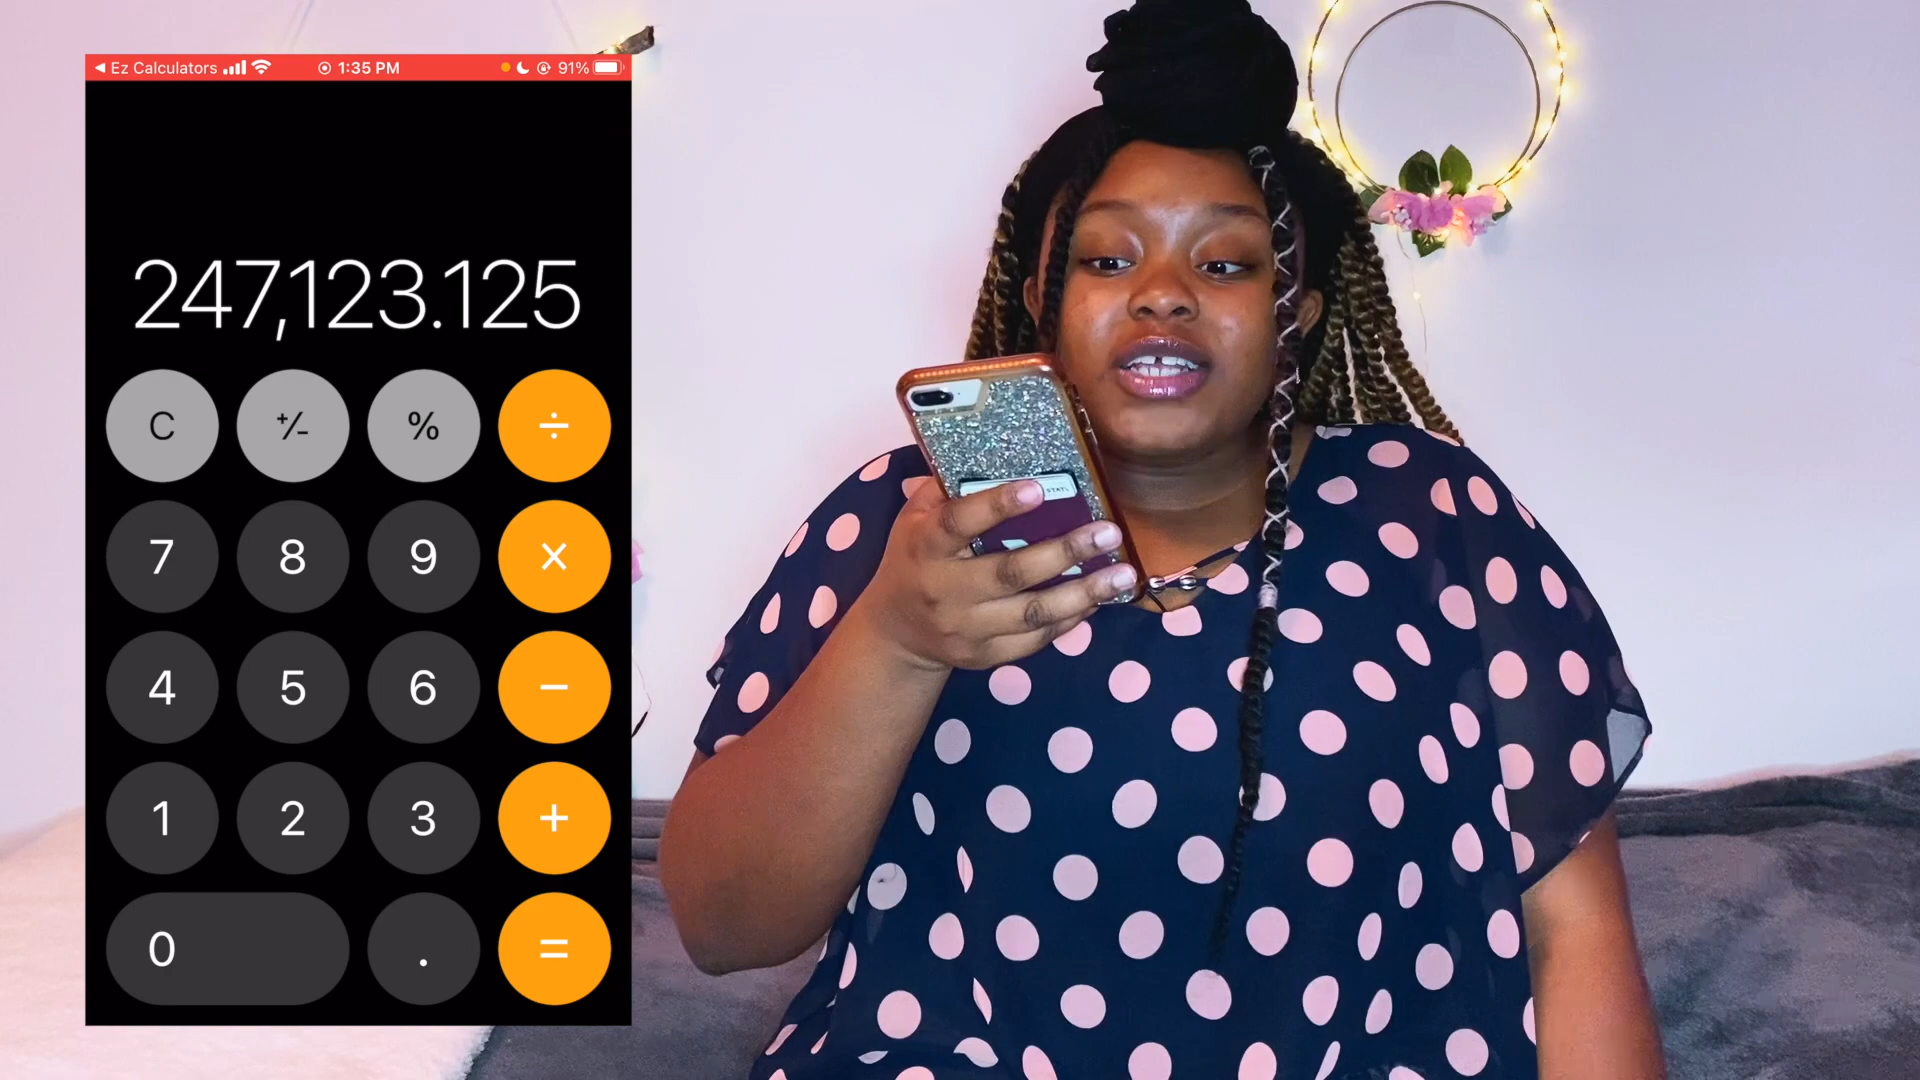 ◀ Ez Calculators 1:35 PM 91%
247,123.125
C +/- % ÷
7 8 9 ×
4 5 6 −
1 2 3 +
0 . =